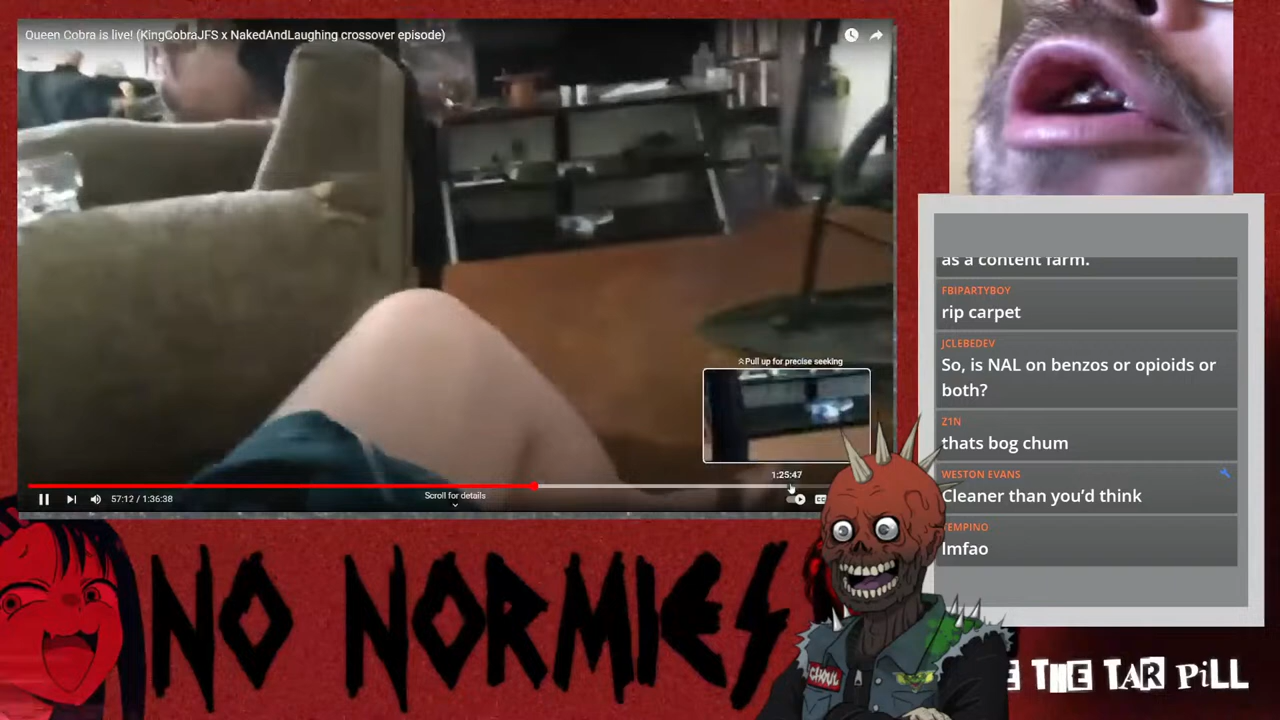 Queen Cobra is live! (KingCobraJFS x NakedAndLaughing crossover episode)
Pull up for precise seeking
1:25:47
57:12 / 1:36:38
Scroll for details
CC
as a content farm.
FBIPARTYBOY
rip carpet
JCLEBEDEV
So, is NAL on benzos or opioids or
both?
Z1N
thats bog chum
WESTON EVANS
Cleaner than you’d think
lmfao
NO NORMIES
GHOUL
THE TAR PiLL